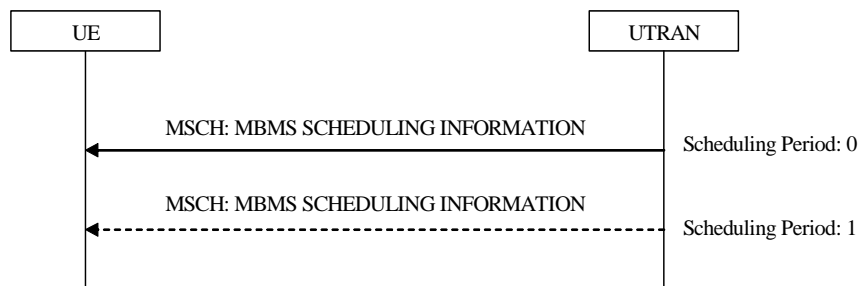 UE
UTRAN
MSCH: MBMS SCHEDULING INFORMATION
Scheduling Period: 0
MSCH: MBMS SCHEDULING INFORMATION
Scheduling Period: 1